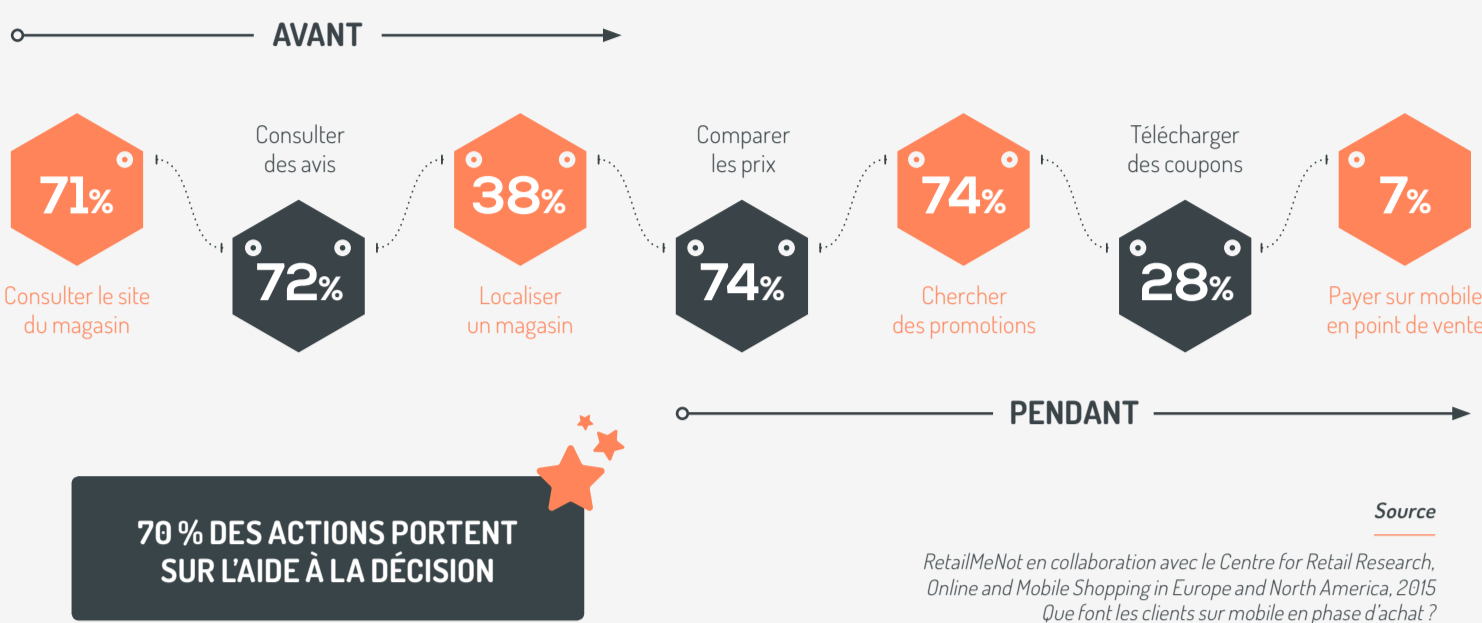 AVANT
71%
Consulter le site
du magasin
Consulter
des avis
72%
38%
Localiser
un magasin
Comparer
les prix
74%
74%
Chercher
des promotions
Télécharger
des coupons
28%
7%
Payer sur mobile
en point de vente
PENDANT
70 % DES ACTIONS PORTENT
SUR L'AIDE À LA DÉCISION
Source
RetailMeNot en collaboration avec le Centre for Retail Research,
Online and Mobile Shopping in Europe and North America, 2015
Que font les clients sur mobile en phase d'achat ?